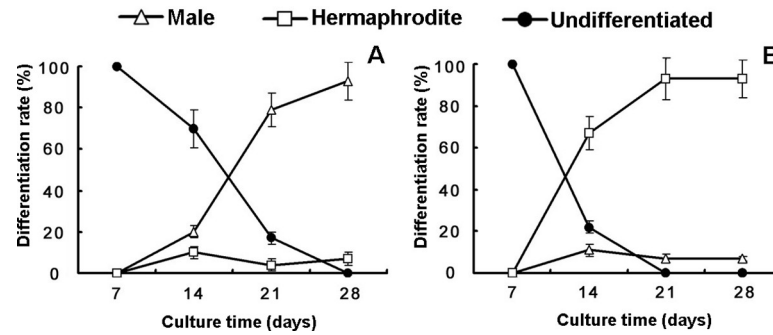 Male Hermaphrodite Undifferentiated
A
Differentiation rate (%)
100
80
60
40
20
0
7 14 21 28
Culture time (days)
Differentiation rate (%)
100
80
60
40
20
0
7 14 21 28
Culture time (days)